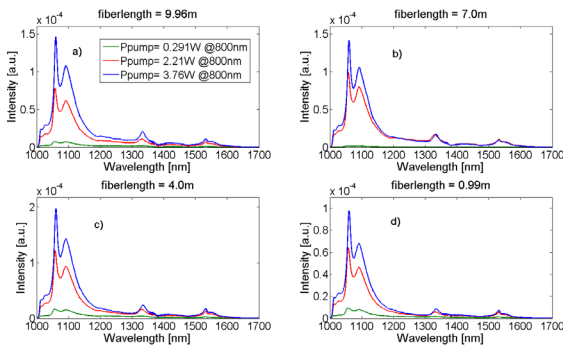 fiberlength = 9.96m
x 10⁻⁴
1.5
1
0.5
0
Intensity [a.u.]
a)
Ppump= 0.291W @800nm
Ppump= 2.21W @800nm
Ppump= 3.76W @800nm
1000 1100 1200 1300 1400 1500 1600 1700
Wavelength [nm]
fiberlength = 7.0m
x 10⁻⁴
1.5
1
0.5
0
Intensity [a.u.]
b)
1000 1100 1200 1300 1400 1500 1600 1700
Wavelength [nm]
fiberlength = 4.0m
x 10⁻⁴
2
1
0
Intensity [a.u.]
c)
1000 1100 1200 1300 1400 1500 1600 1700
Wavelength [nm]
fiberlength = 0.99m
x 10⁻⁴
1
0.8
0.6
0.4
0.2
0
Intensity [a.u.]
d)
1000 1100 1200 1300 1400 1500 1600 1700
Wavelength [nm]